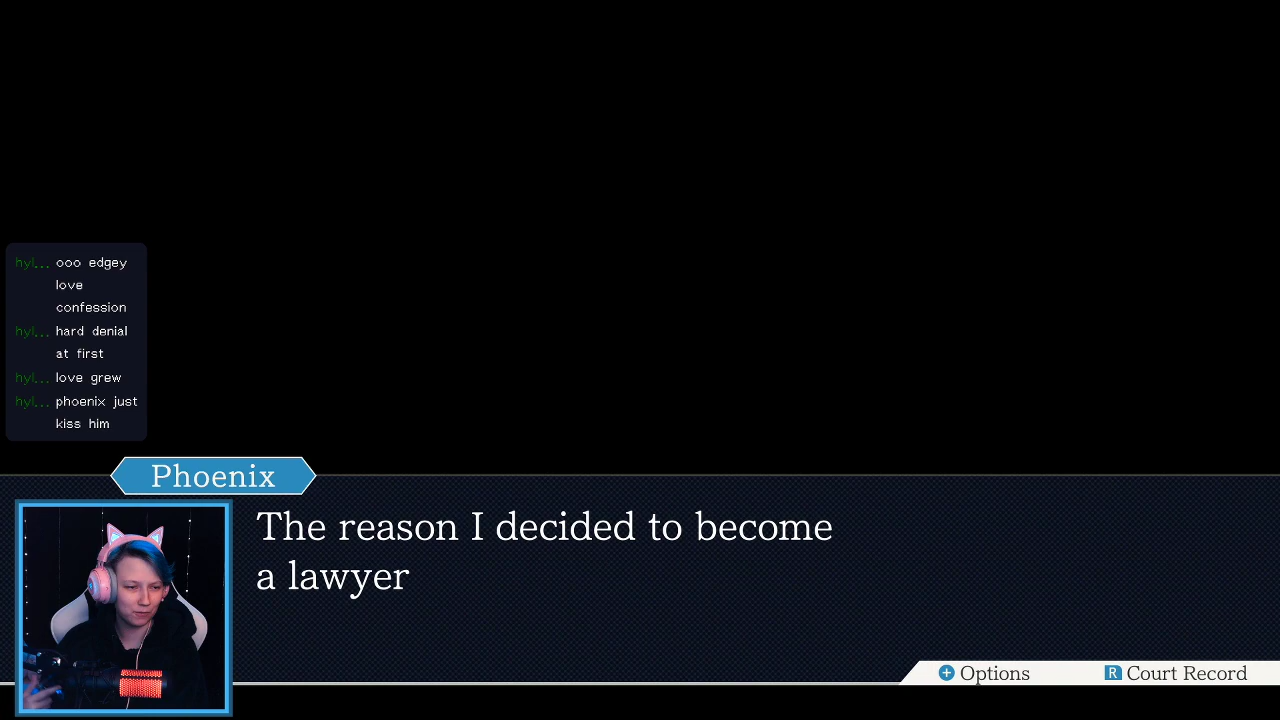 hyl... ooo edgey
love
confession
hyl... hard denial
at first
hyl... love grew
hyl... phoenix just
kiss him
Phoenix
The reason I decided to become
a lawyer
+ Options
R Court Record